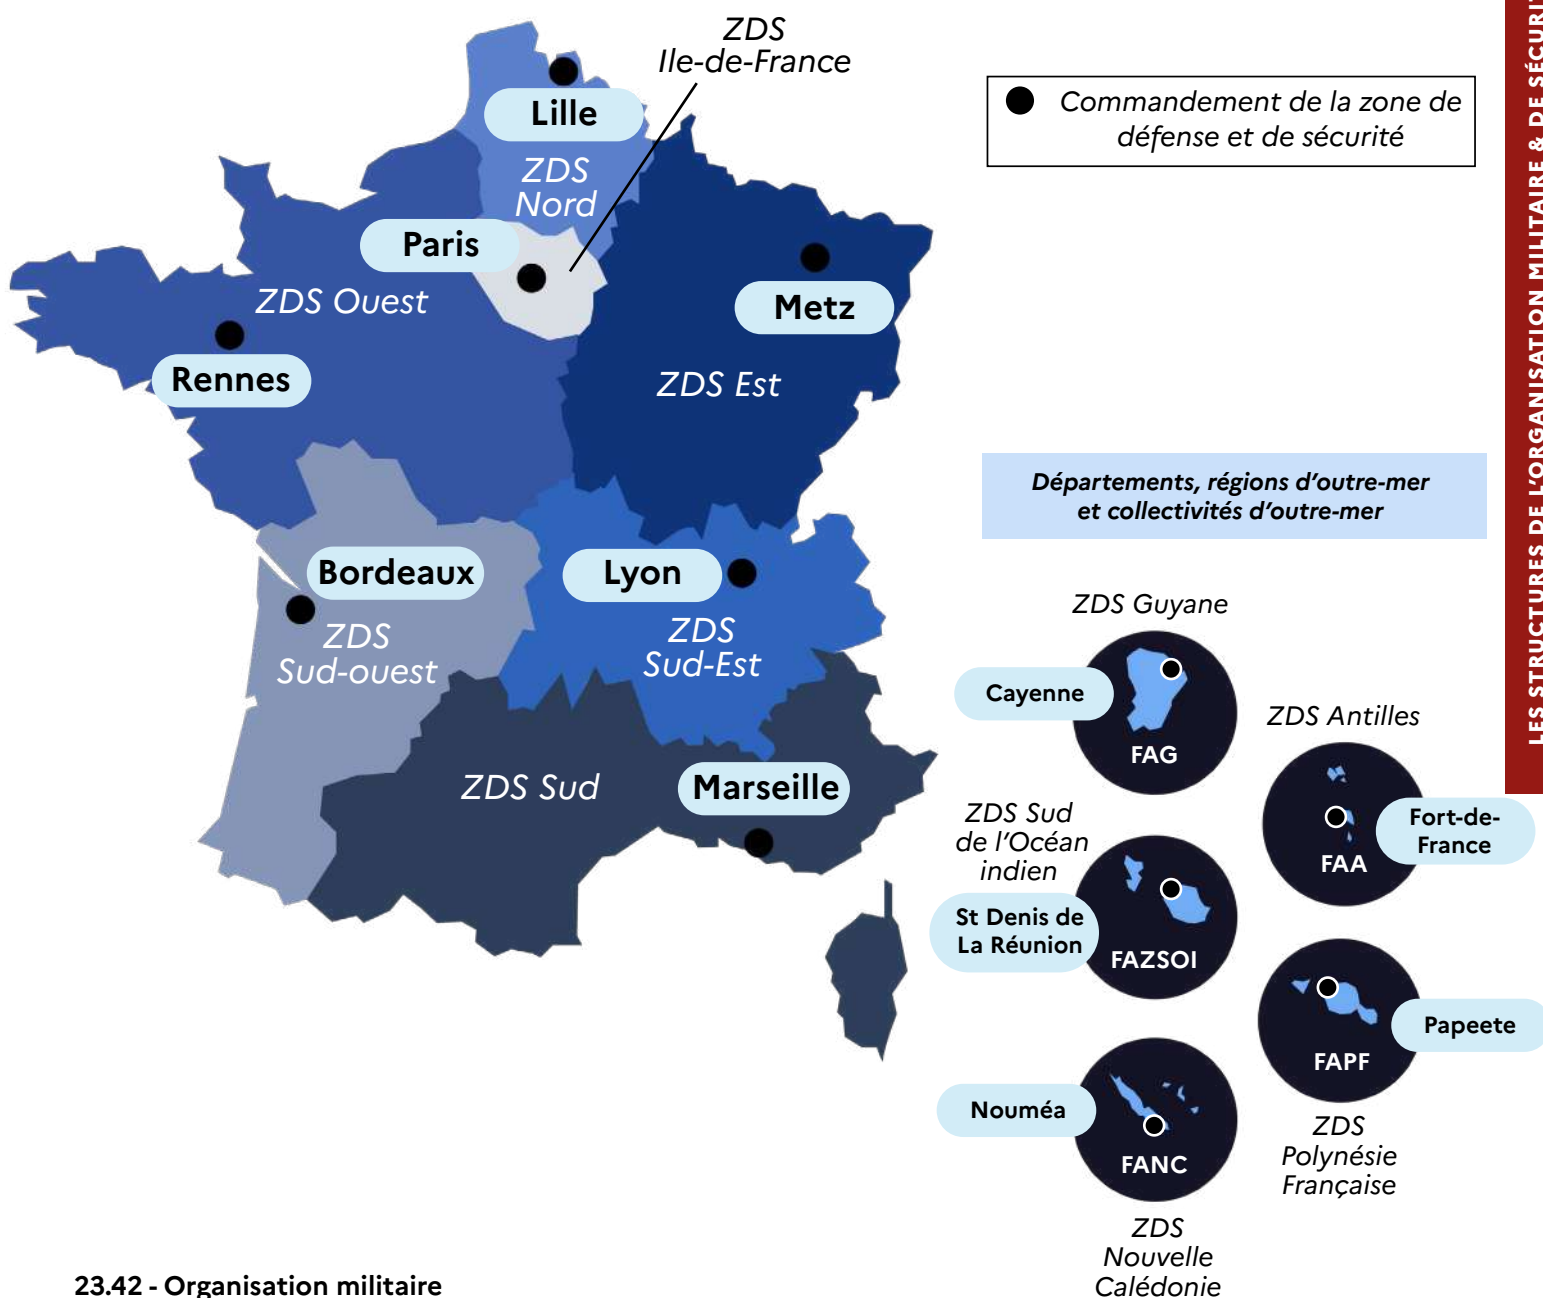 ZDS
Ile-de-France
Commandement de la zone de
défense et de sécurité
Lille
ZDS
Nord
Paris
ZDS Ouest
Metz
Rennes
ZDS Est
Bordeaux
Lyon
ZDS
Sud-ouest
ZDS
Sud-Est
ZDS Sud
Marseille
Départements, régions d'outre-mer
et collectivités d'outre-mer
ZDS Guyane
Cayenne
FAG
ZDS Antilles
Fort-de-
France
FAA
ZDS Sud
de l'Océan
indien
St Denis de
La Réunion
FAZSOI
Papeete
FAPF
ZDS
Polynésie
Française
Nouméa
FANC
ZDS
Nouvelle
Calédonie
23.42 - Organisation militaire
LES STRUCTURES DE L'ORGANISATION MILITAIRE & DE SÉCURIT